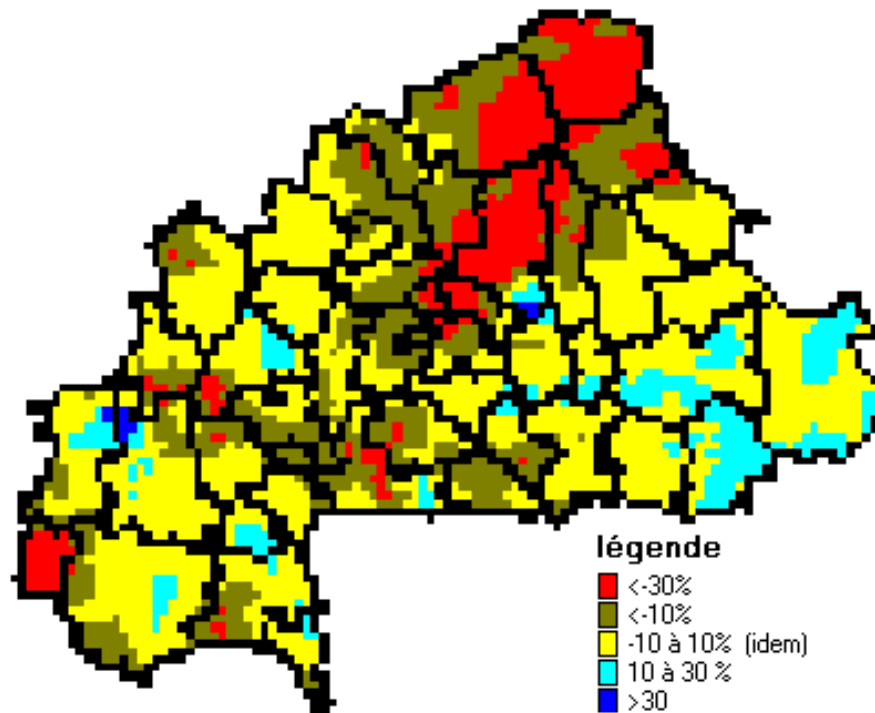 légende
<-30%
<-10%
-10 à 10% (idem)
10 à 30 %
>30